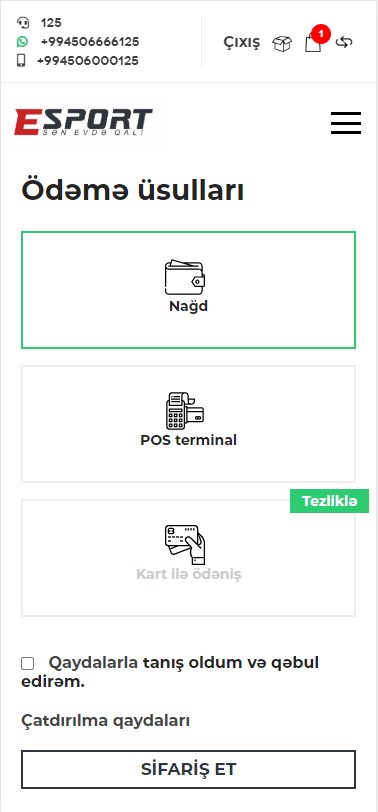 125
+994506666125
+994506000125
Çıxış
1
ESPORT
SƏN EVDƏ QAL!
Ödəmə üsulları
Nağd
POS terminal
Tezliklə
Kart ilə ödəniş
Qaydalarla tanış oldum və qəbul
edirəm.
Çatdırılma qaydaları
SİFARİŞ ET